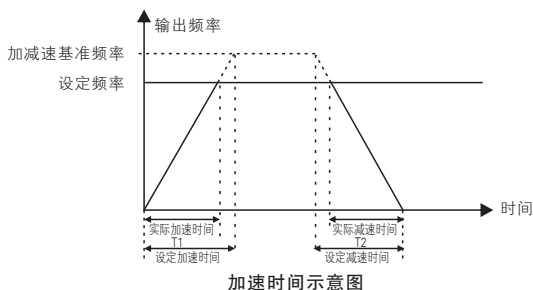 输出频率
加减速基准频率
设定频率
时间
实际加速时间 实际减速时间
T1 T2
设定加速时间 设定减速时间
加速时间示意图